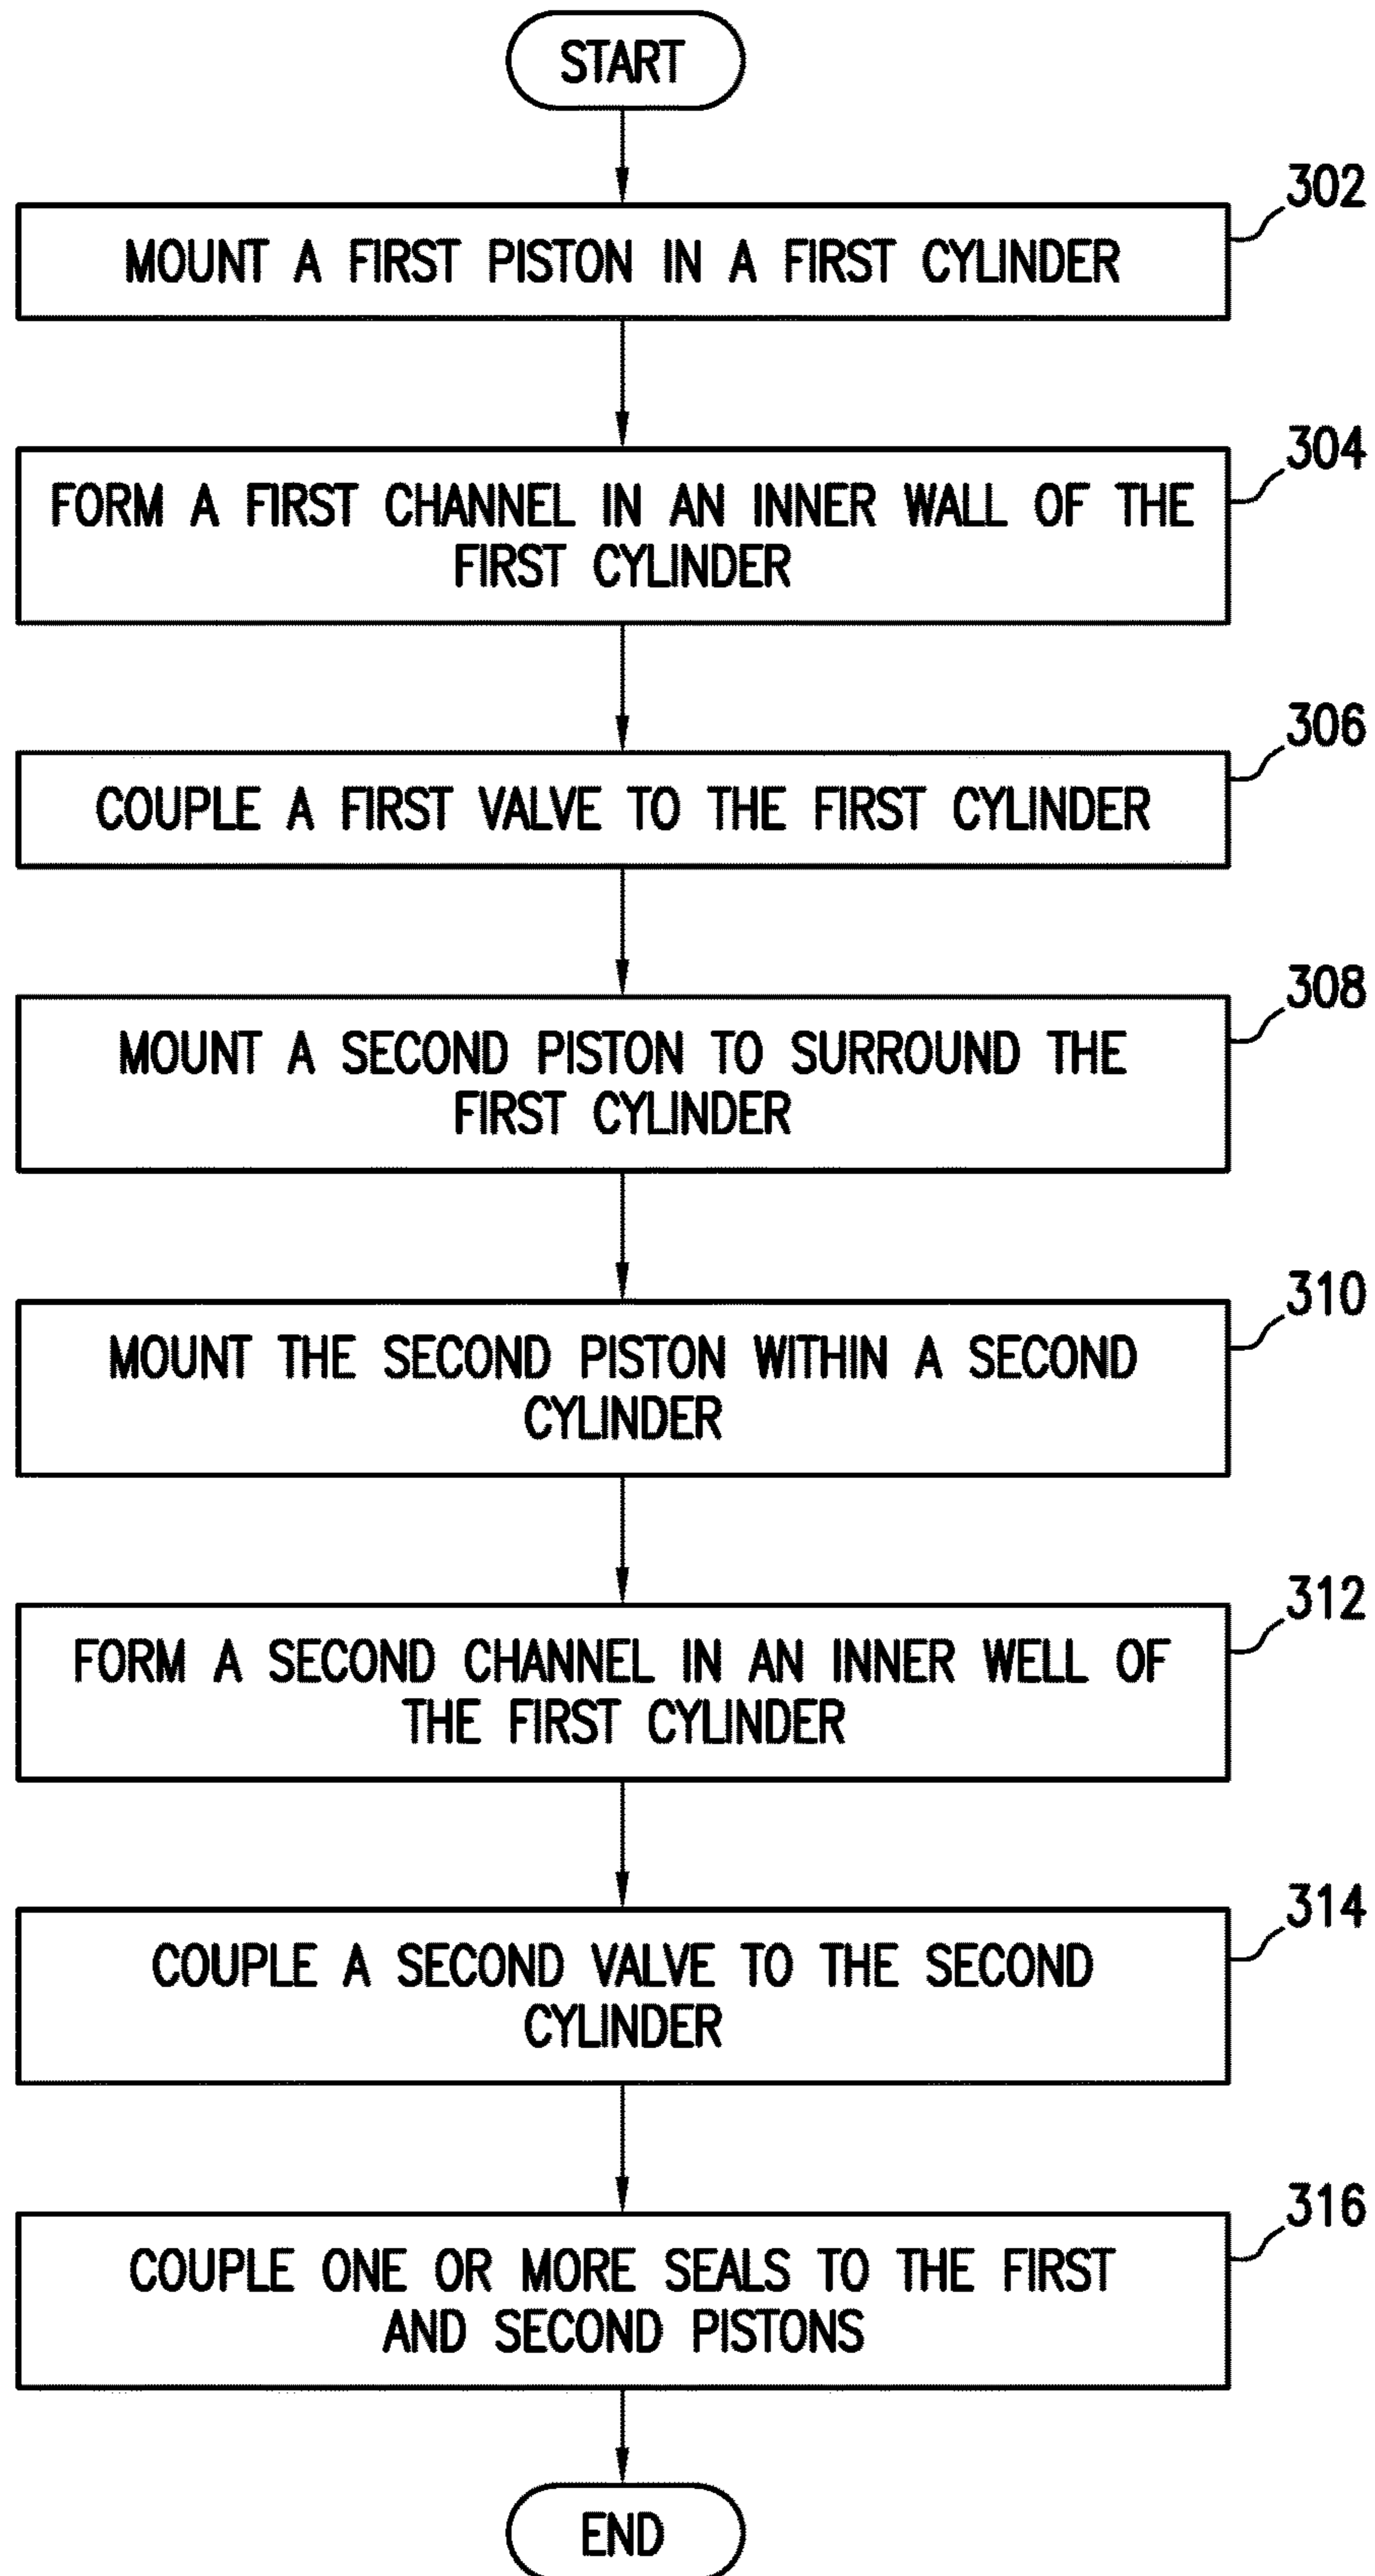 START
302
MOUNT A FIRST PISTON IN A FIRST CYLINDER
304
FORM A FIRST CHANNEL IN AN INNER WALL OF THE
FIRST CYLINDER
306
COUPLE A FIRST VALVE TO THE FIRST CYLINDER
308
MOUNT A SECOND PISTON TO SURROUND THE
FIRST CYLINDER
310
MOUNT THE SECOND PISTON WITHIN A SECOND
CYLINDER
312
FORM A SECOND CHANNEL IN AN INNER WELL OF
THE FIRST CYLINDER
314
COUPLE A SECOND VALVE TO THE SECOND
CYLINDER
316
COUPLE ONE OR MORE SEALS TO THE FIRST
AND SECOND PISTONS
END